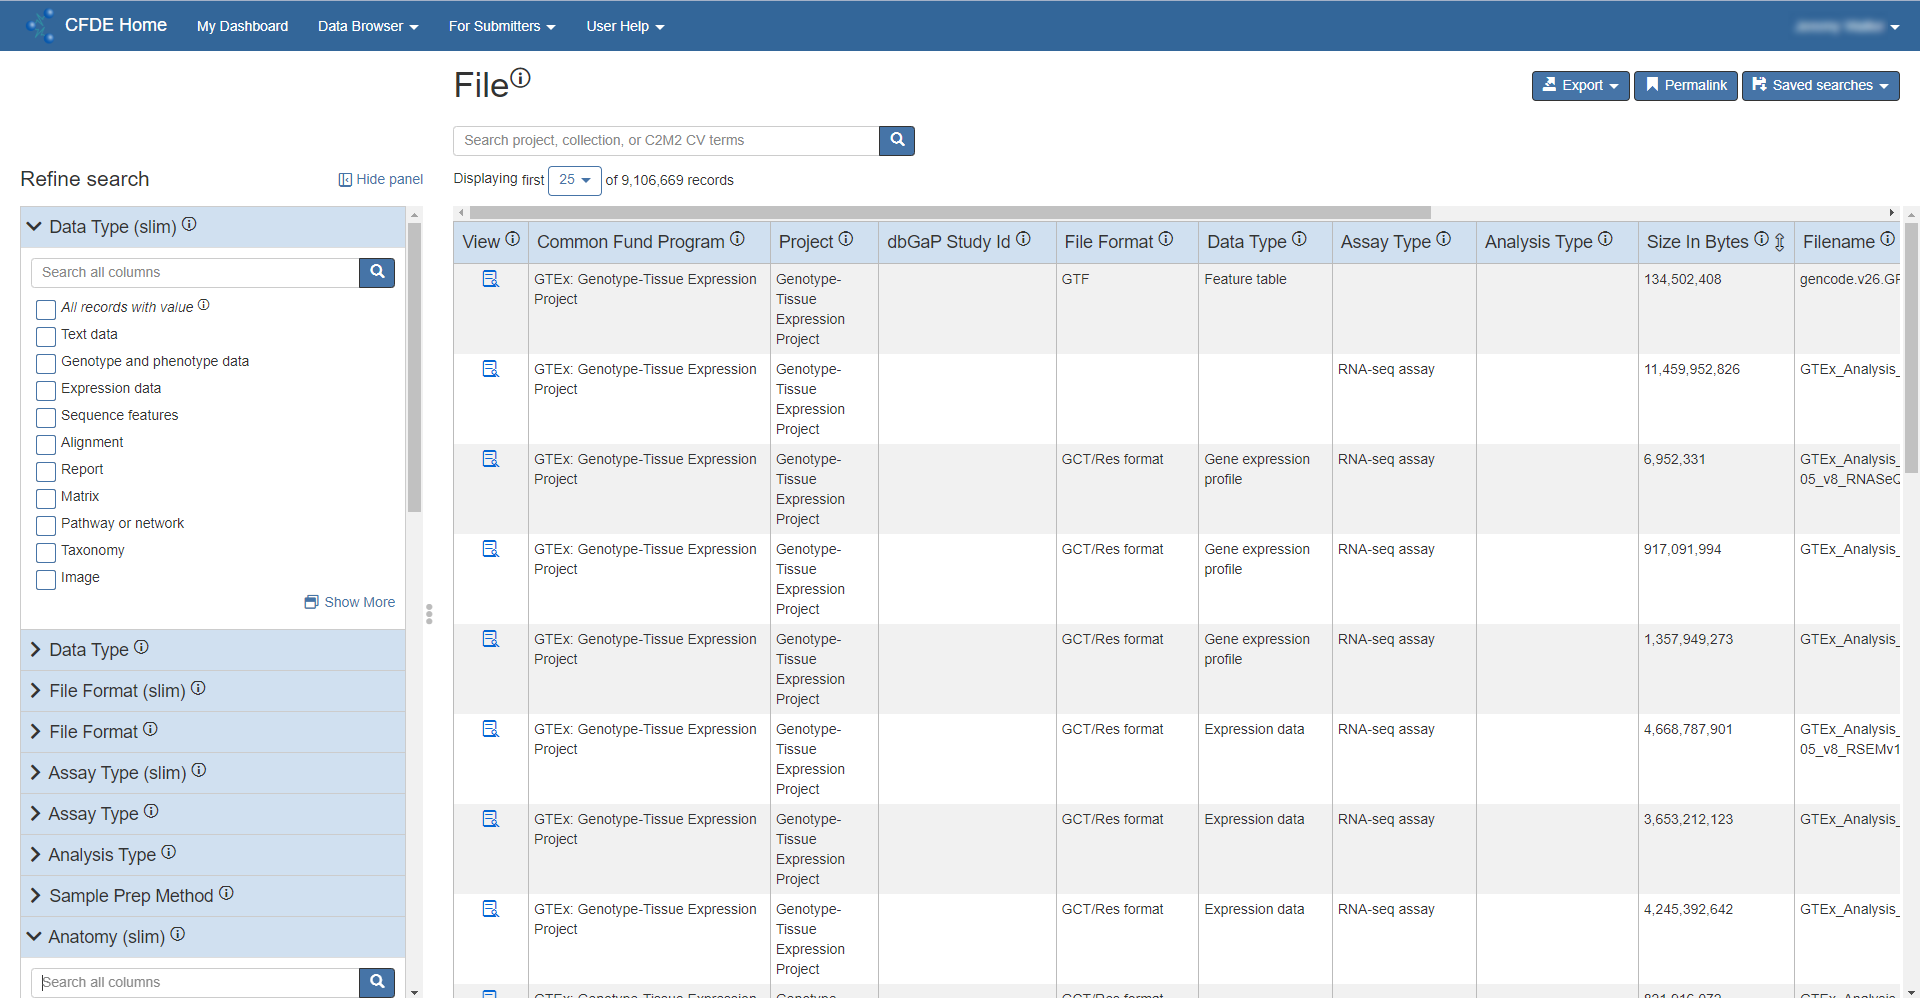 CFDE Home My Dashboard Data Browser For Submitters User Help
File
Export Permalink Saved searches
Search project, collection, or C2M2 CV terms
Displaying first 25 of 9,106,669 records
Refine search Hide panel
Data Type (slim)
Search all columns
All records with value
Text data
Genotype and phenotype data
Expression data
Sequence features
Alignment
Report
Matrix
Pathway or network
Taxonomy
Image
Show More
Data Type
File Format (slim)
File Format
Assay Type (slim)
Assay Type
Analysis Type
Sample Prep Method
Anatomy (slim)
Search all columns
View Common Fund Program Project dbGaP Study Id File Format Data Type Assay Type Analysis Type Size In Bytes Filename
GTEx: Genotype-Tissue Expression Genotype- GTF Feature table 134,502,408 gencode.v26.GF
Project Tissue
Expression
Project
GTEx: Genotype-Tissue Expression Genotype- RNA-seq assay 11,459,952,826 GTEx_Analysis_
Project Tissue
Expression
Project
GTEx: Genotype-Tissue Expression Genotype- GCT/Res format Gene expression RNA-seq assay 6,952,331 GTEx_Analysis_
Project Tissue profile 05_v8_RNASeQ
Expression
Project
GTEx: Genotype-Tissue Expression Genotype- GCT/Res format Gene expression RNA-seq assay 917,091,994 GTEx_Analysis_
Project Tissue profile
Expression
Project
GTEx: Genotype-Tissue Expression Genotype- GCT/Res format Gene expression RNA-seq assay 1,357,949,273 GTEx_Analysis_
Project Tissue profile
Expression
Project
GTEx: Genotype-Tissue Expression Genotype- GCT/Res format Expression data RNA-seq assay 4,668,787,901 GTEx_Analysis_
Project Tissue 05_v8_RSEMv1
Expression
Project
GTEx: Genotype-Tissue Expression Genotype- GCT/Res format Expression data RNA-seq assay 3,653,212,123 GTEx_Analysis_
Project Tissue
Expression
Project
GTEx: Genotype-Tissue Expression Genotype- GCT/Res format Expression data RNA-seq assay 4,245,392,642 GTEx_Analysis_
Project Tissue
Expression
Project